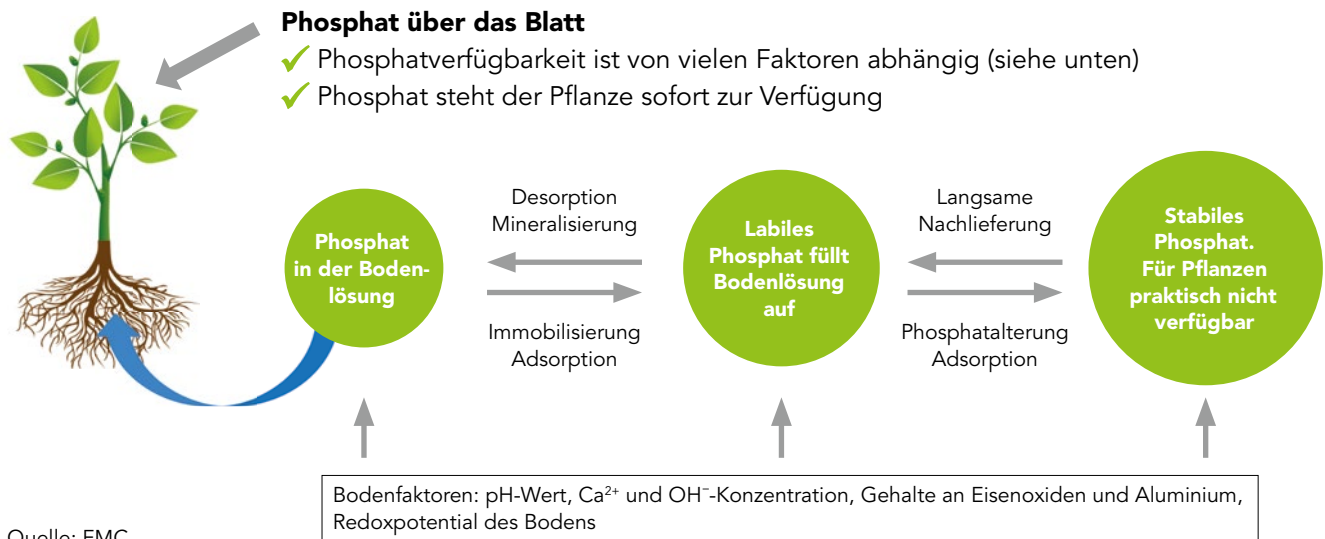 Phosphat über das Blatt
✓ Phosphatverfügbarkeit ist von vielen Faktoren abhängig (siehe unten)
✓ Phosphat steht der Pflanze sofort zur Verfügung
Phosphat
in der Boden-
lösung
Desorption
Mineralisierung
Immobilisierung
Adsorption
Labiles
Phosphat füllt
Bodenlösung
auf
Langsame
Nachlieferung
Phosphatalterung
Adsorption
Stabiles
Phosphat.
Für Pflanzen
praktisch nicht
verfügbar
Bodenfaktoren: pH-Wert, Ca²⁺ und OH⁻-Konzentration, Gehalte an Eisenoxiden und Aluminium,
Redoxpotential des Bodens
Quelle: FMC